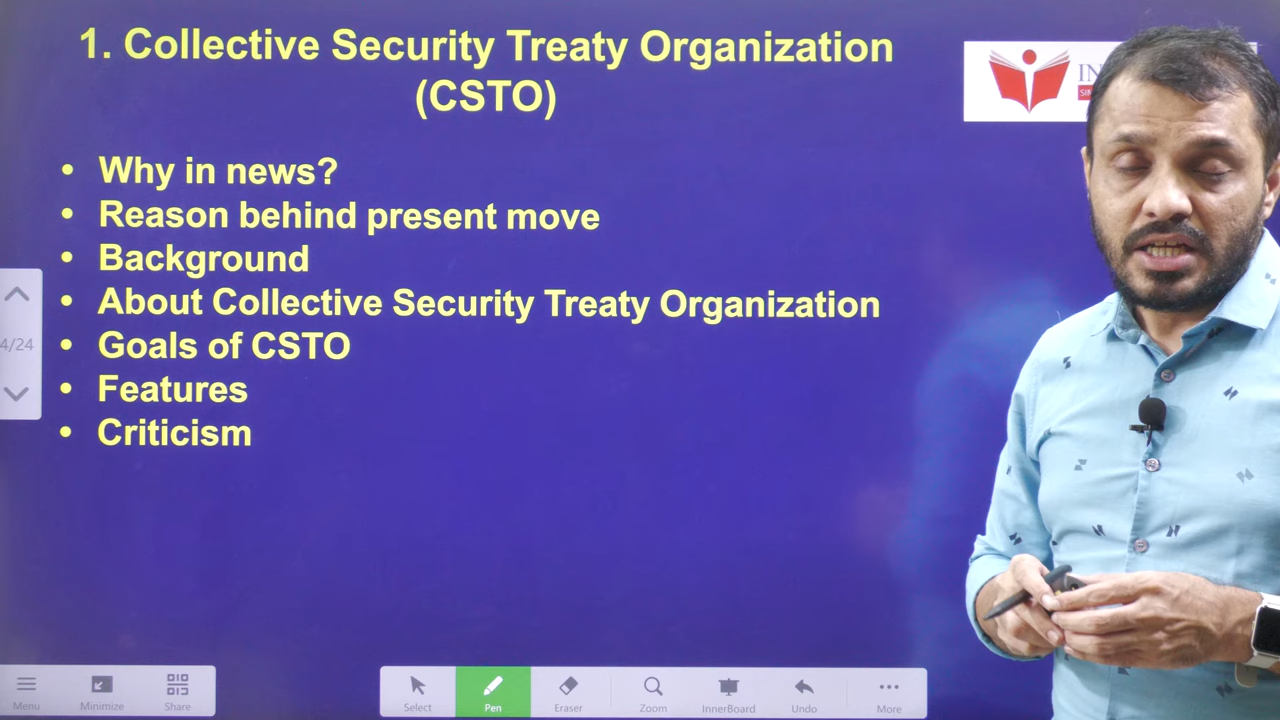 1. Collective Security Treaty Organization
(CSTO)
• Why in news?
• Reason behind present move
• Background
• About Collective Security Treaty Organization
• Goals of CSTO
• Features
• Criticism
4/24
Menu
Minimize
Share
Select
Pen
Eraser
Zoom
InnerBoard
Undo
More